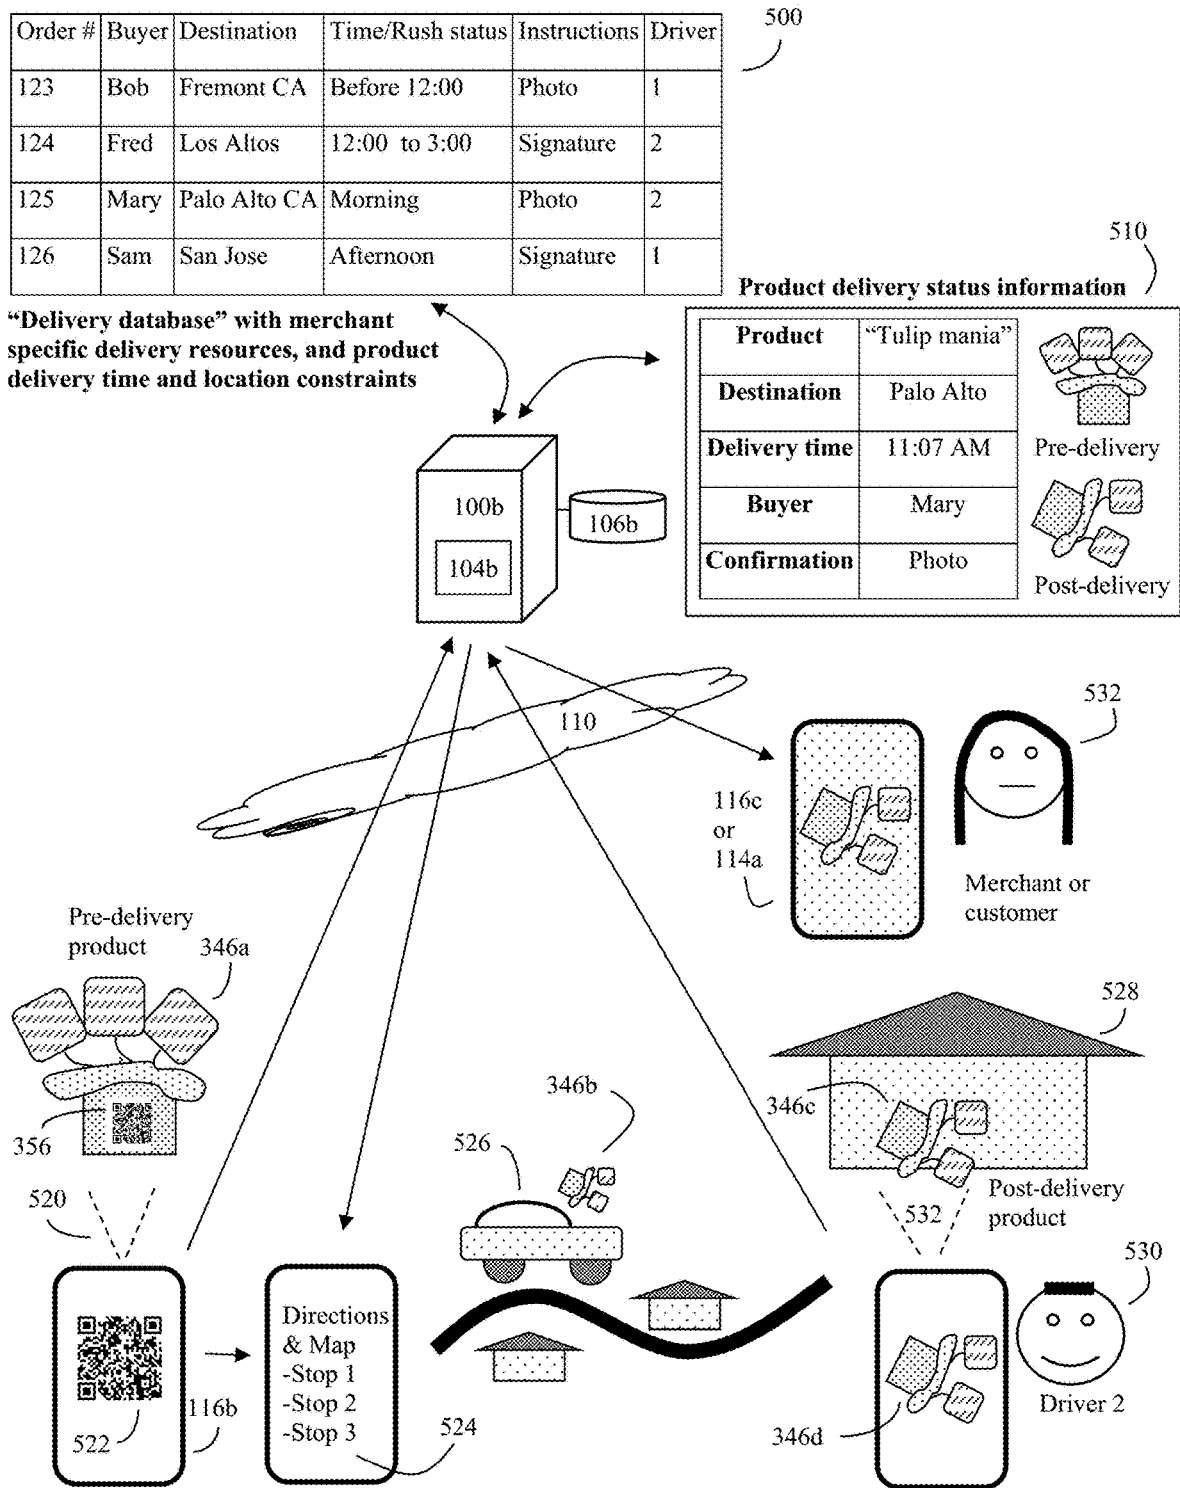 500
Order # Buyer Destination Time/Rush status Instructions Driver
123 Bob Fremont CA Before 12:00 Photo 1
124 Fred Los Altos 12:00 to 3:00 Signature 2
125 Mary Palo Alto CA Morning Photo 2
126 Sam San Jose Afternoon Signature 1
“Delivery database” with merchant
specific delivery resources, and product
delivery time and location constraints
510
Product delivery status information
Product “Tulip mania”
Destination Palo Alto
Delivery time 11:07 AM
Buyer Mary
Confirmation Photo
Pre-delivery
Post-delivery
100b
104b
106b
110
532
116c
or
114a
Merchant or
customer
Pre-delivery
product
346a
356
520
522
116b
Directions
& Map
-Stop 1
-Stop 2
-Stop 3
524
526
346b
528
346c
Post-delivery
product
532
530
Driver 2
346d